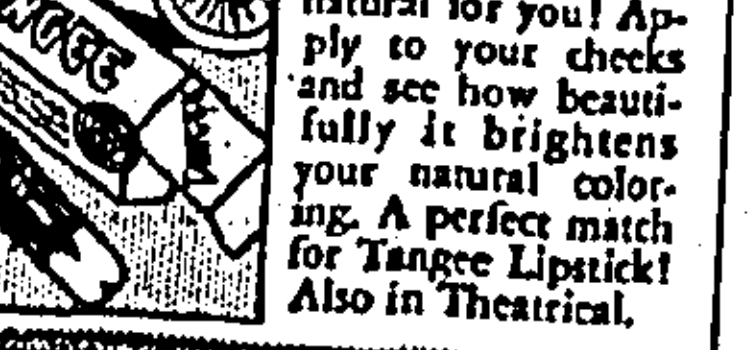 natural for you! Ap-
ply to your cheeks
and see how beauti-
fully it brightens
your natural color-
ing. A perfect match
for Tangee Lipstick!
Also in Theatrical.